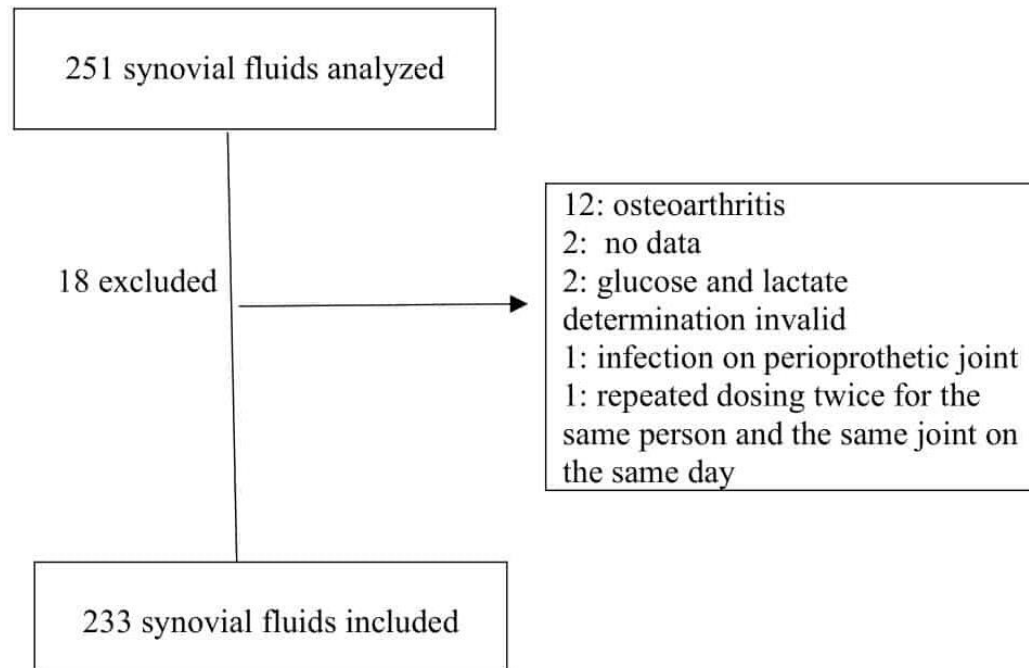 251 synovial fluids analyzed
18 excluded
12: osteoarthritis
2: no data
2: glucose and lactate
determination invalid
1: infection on perioprothetic joint
1: repeated dosing twice for the
same person and the same joint on
the same day
233 synovial fluids included